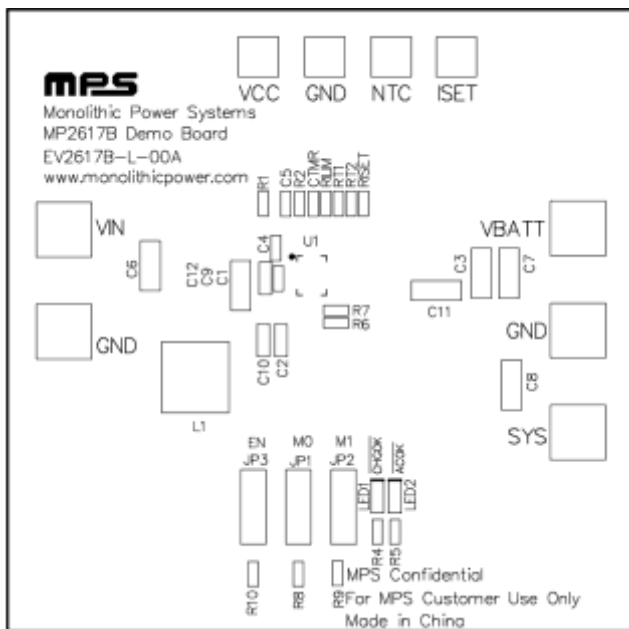 VCC GND NTC ISET
MPS
Monolithic Power Systems
MP2617B Demo Board
EV2617B-L-00A
www.monolithicpower.com
R1 C5 R2 CTMR RLIM RT1 RT2 RISET
VIN
VBATT
C4 U1
C6 C12 C9 C1
C3 C7
C11
R7
R6
GND
GND
C10 C2
C8
L1
SYS
EN M0 M1
JP3 JP1 JP2
CHGOK ACOK
LED1 LED2
R4 R5
R10 R8 R9
MPS Confidential
For MPS Customer Use Only
Made in China